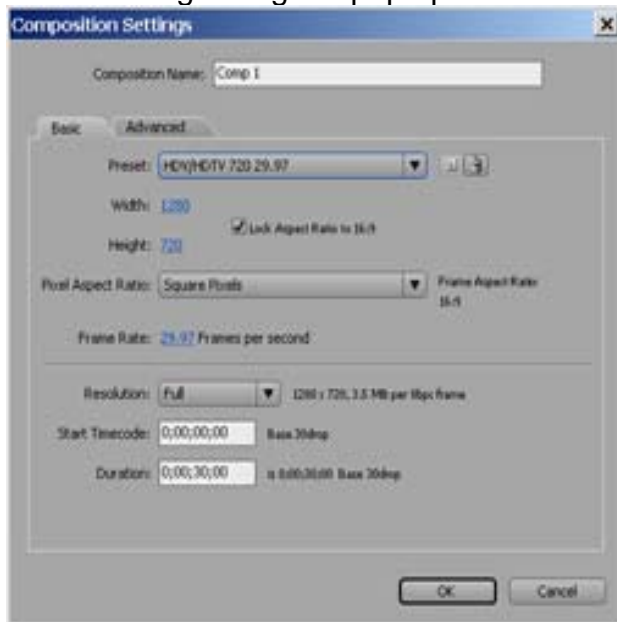 Composition Settings
Composition Name: Comp 1
Basic Advanced
Preset: HDV/HDTV 720 29.97
Width: 1280
Lock Aspect Ratio to 16:9
Height: 720
Pixel Aspect Ratio: Square Pixels
Frame Aspect Ratio:
16:9
Frame Rate: 29.97 Frames per second
Resolution: Full 1280 x 720, 3.5 MB per 8bpc frame
Start Timecode: 0;00;00;00 Base 30drop
Duration: 0;00;30;00 is 0;00;30;00 Base 30drop
OK Cancel